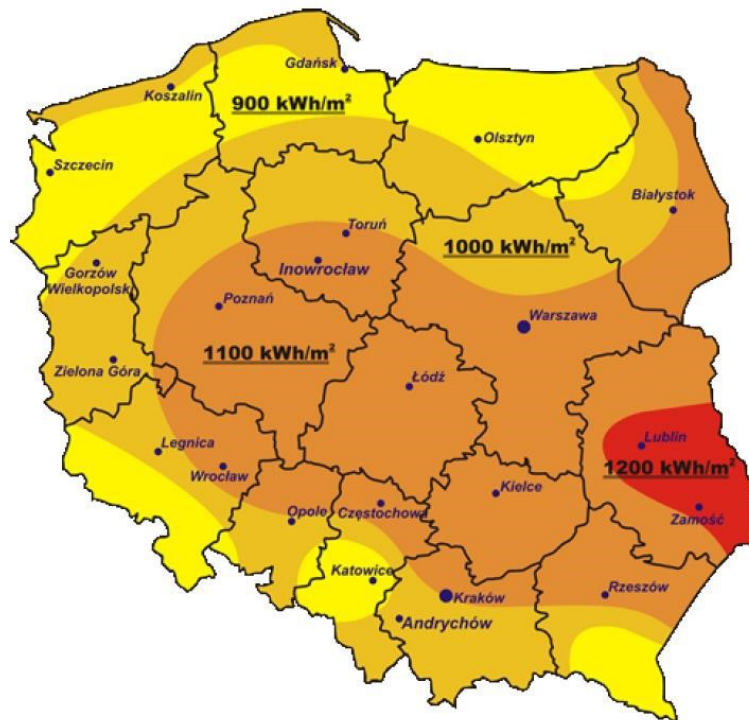 Gdańsk
Koszalin
900 kWh/m²
Olsztyn
Szczecin
Białystok
Toruń
1000 kWh/m²
Inowrocław
Gorzów
Wielkopolski
Poznań
Warszawa
1100 kWh/m²
Zielona Góra
Łódź
Legnica
Lublin
Wrocław
1200 kWh/m²
Kielce
Opole
Częstochowa
Zamość
Katowice
Kraków
Rzeszów
Andrychów